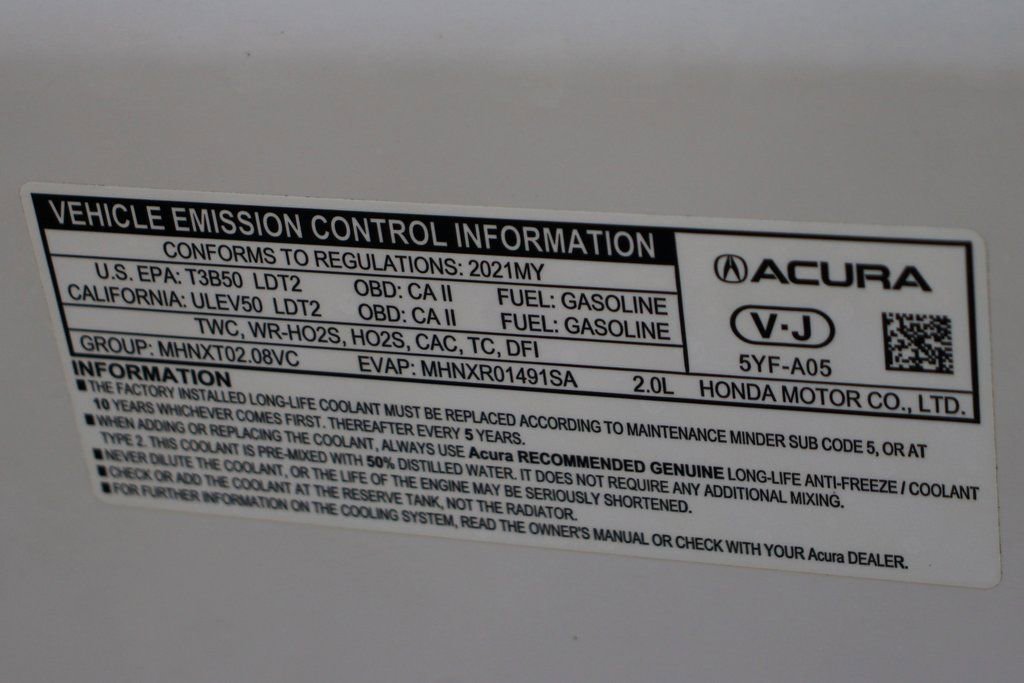 VEHICLE EMISSION CONTROL INFORMATION
CONFORMS TO REGULATIONS: 2021MY
U.S. EPA: T3B50 LDT2 OBD: CA II FUEL: GASOLINE
CALIFORNIA: ULEV50 LDT2 OBD: CA II FUEL: GASOLINE
TWC, WR-HO2S, HO2S, CAC, TC, DFI
ACURA
V·J
5YF-A05
GROUP: MHNXT02.08VC EVAP: MHNXR01491SA 2.0L HONDA MOTOR CO., LTD.
INFORMATION
■ THE FACTORY INSTALLED LONG-LIFE COOLANT MUST BE REPLACED ACCORDING TO MAINTENANCE MINDER SUB CODE 5, OR AT
10 YEARS WHICHEVER COMES FIRST. THEREAFTER EVERY 5 YEARS.
■ WHEN ADDING OR REPLACING THE COOLANT, ALWAYS USE Acura RECOMMENDED GENUINE LONG-LIFE ANTI-FREEZE / COOLANT
TYPE 2. THIS COOLANT IS PRE-MIXED WITH 50% DISTILLED WATER. IT DOES NOT REQUIRE ANY ADDITIONAL MIXING.
■ NEVER DILUTE THE COOLANT, OR THE LIFE OF THE ENGINE MAY BE SERIOUSLY SHORTENED.
■ CHECK OR ADD THE COOLANT AT THE RESERVE TANK, NOT THE RADIATOR.
■ FOR FURTHER INFORMATION ON THE COOLING SYSTEM, READ THE OWNER'S MANUAL OR CHECK WITH YOUR Acura DEALER.